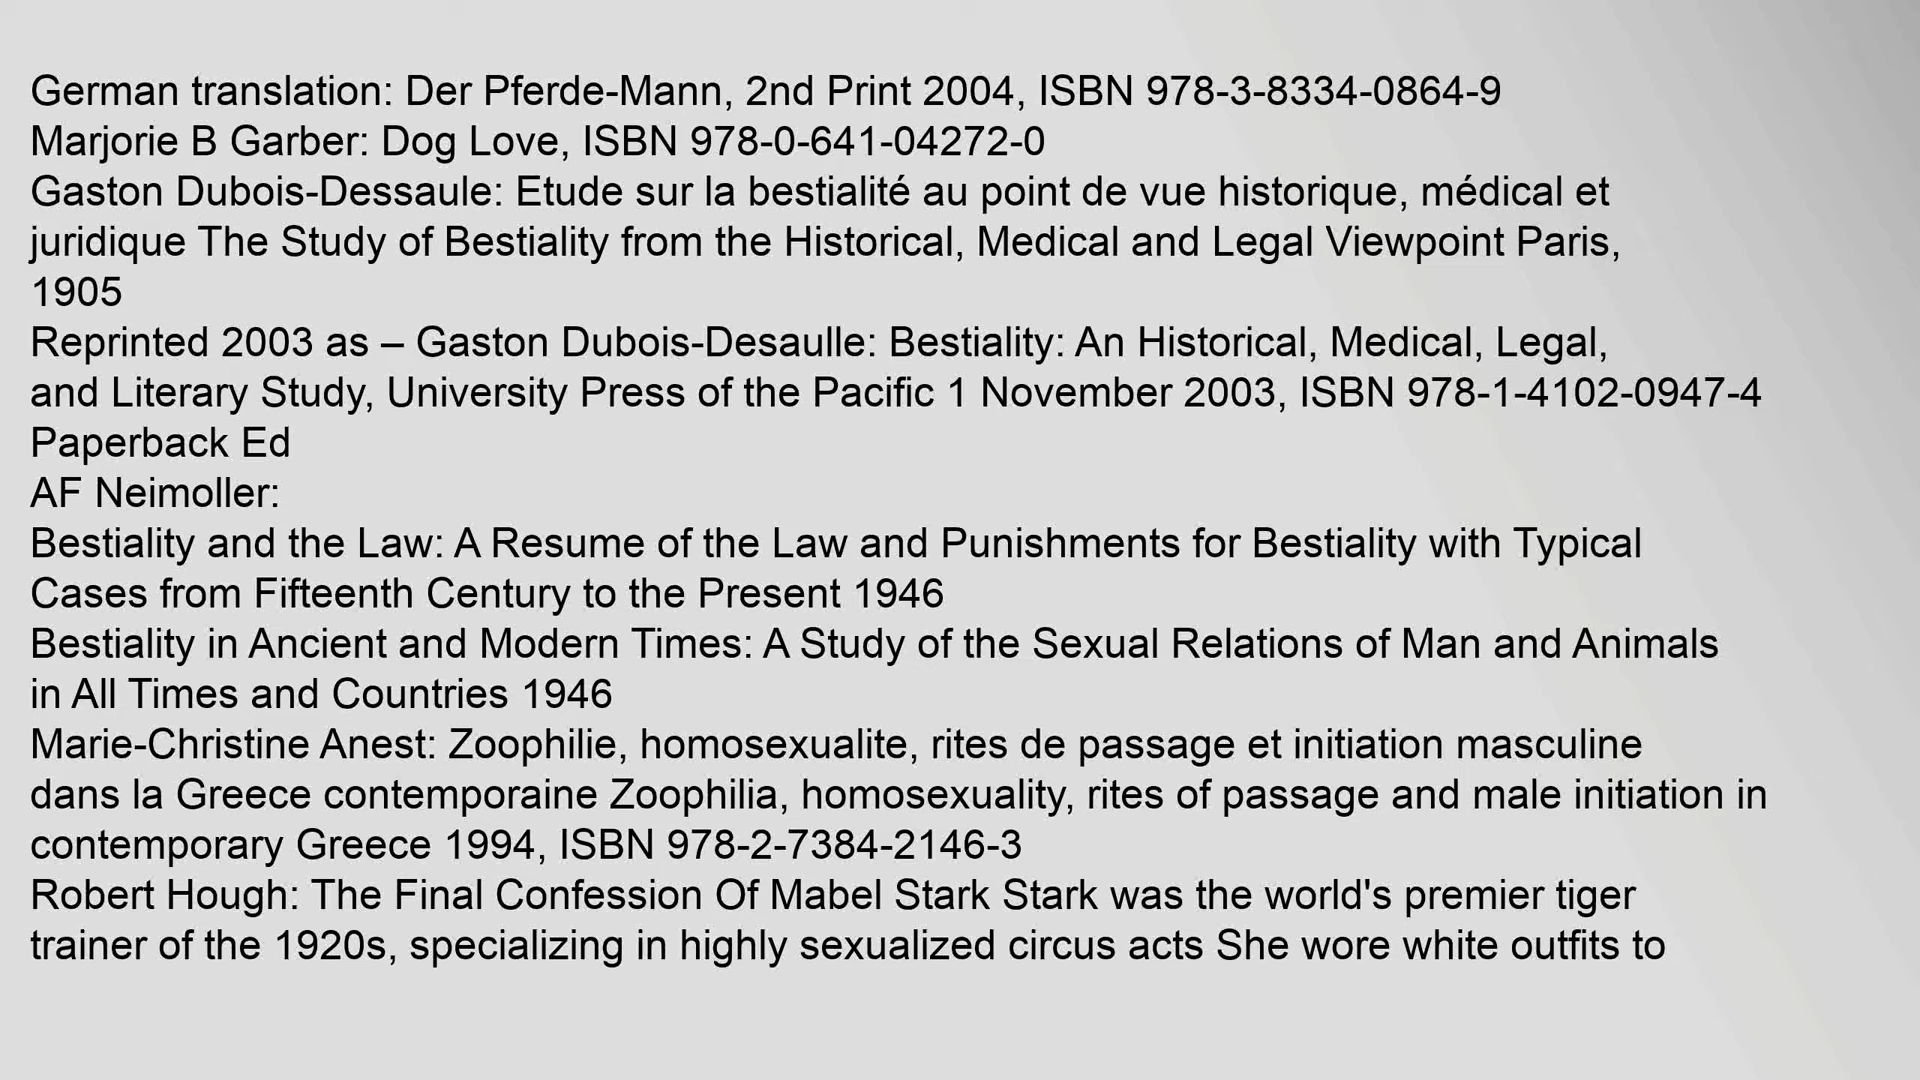 German translation: Der Pferde-Mann, 2nd Print 2004, ISBN 978-3-8334-0864-9
Marjorie B Garber: Dog Love, ISBN 978-0-641-04272-0
Gaston Dubois-Dessaule: Etude sur la bestialité au point de vue historique, médical et
juridique The Study of Bestiality from the Historical, Medical and Legal Viewpoint Paris,
1905
Reprinted 2003 as – Gaston Dubois-Desaulle: Bestiality: An Historical, Medical, Legal,
and Literary Study, University Press of the Pacific 1 November 2003, ISBN 978-1-4102-0947-4
Paperback Ed
AF Neimoller:
Bestiality and the Law: A Resume of the Law and Punishments for Bestiality with Typical
Cases from Fifteenth Century to the Present 1946
Bestiality in Ancient and Modern Times: A Study of the Sexual Relations of Man and Animals
in All Times and Countries 1946
Marie-Christine Anest: Zoophilie, homosexualite, rites de passage et initiation masculine
dans la Greece contemporaine Zoophilia, homosexuality, rites of passage and male initiation in
contemporary Greece 1994, ISBN 978-2-7384-2146-3
Robert Hough: The Final Confession Of Mabel Stark Stark was the world's premier tiger
trainer of the 1920s, specializing in highly sexualized circus acts She wore white outfits to